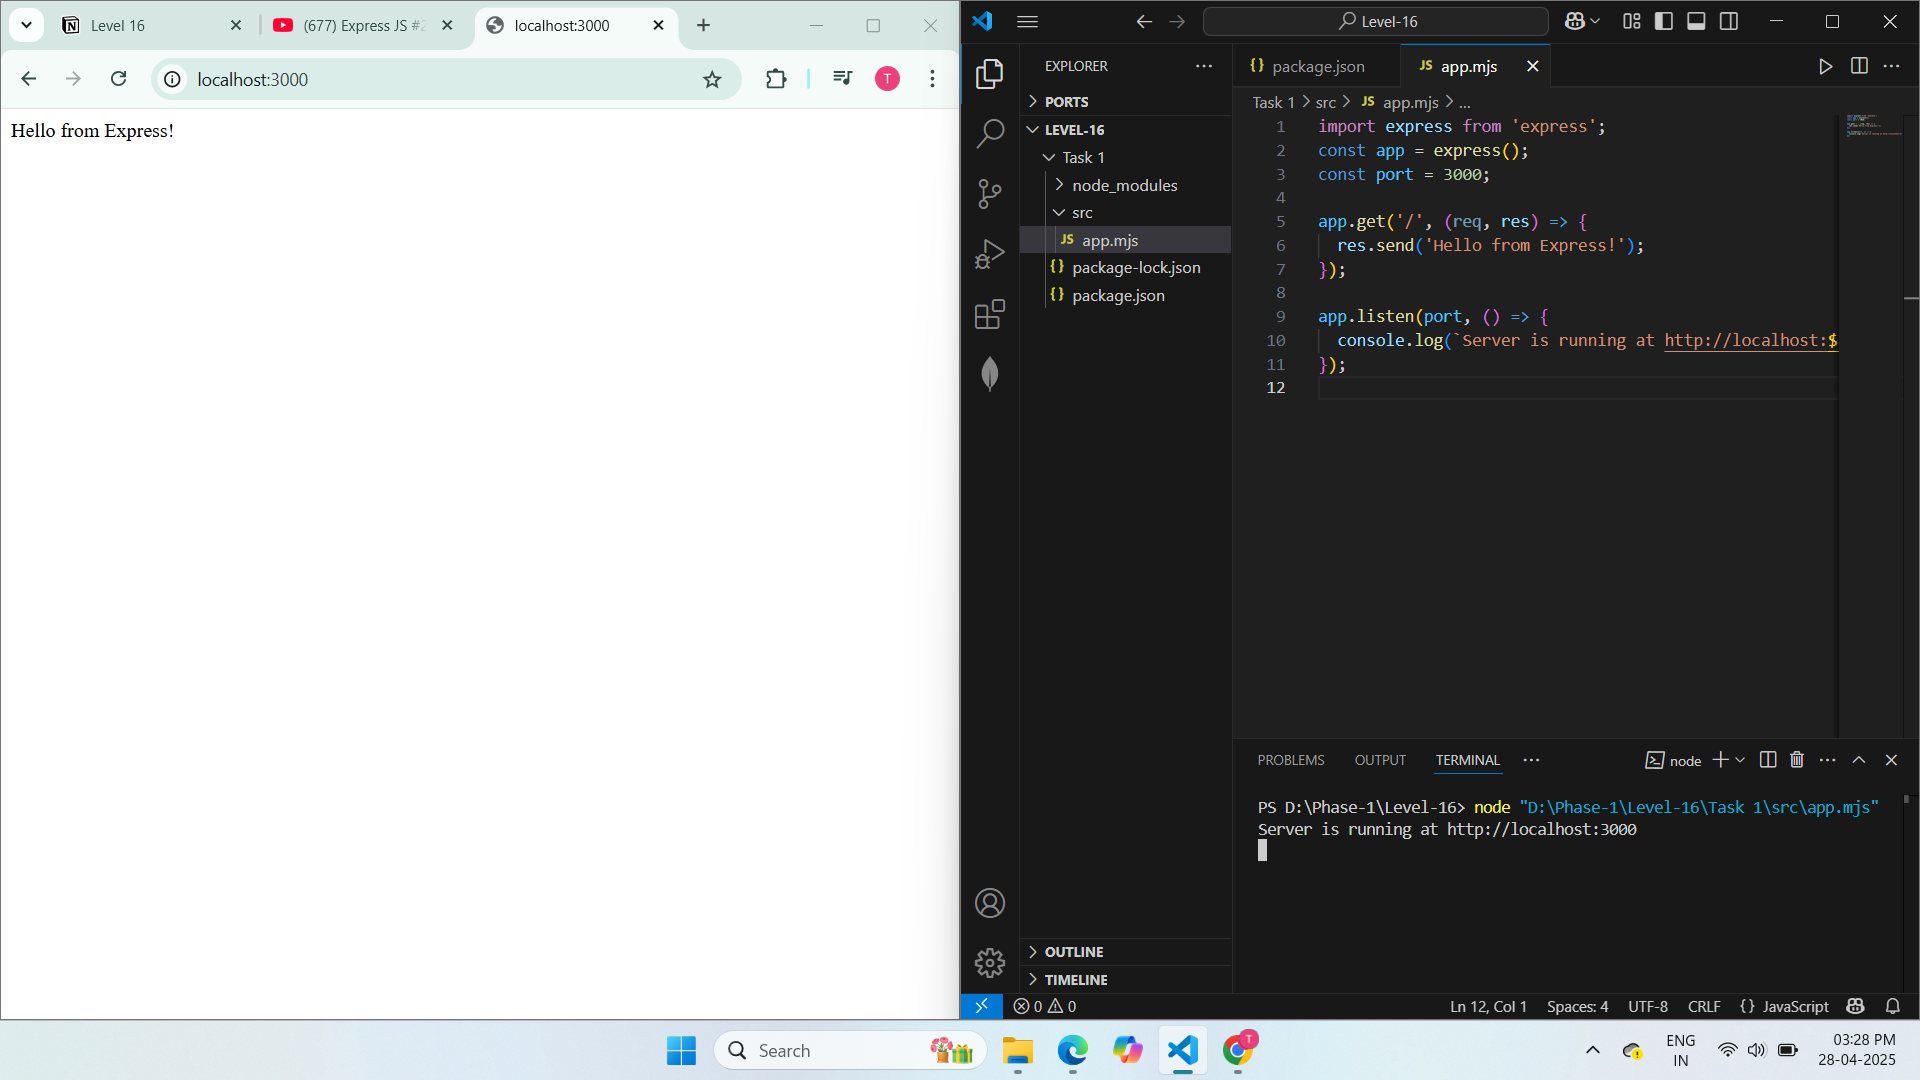 Level 16
(677) Express JS #
localhost:3000
localhost:3000
T
Hello from Express!
Level-16
EXPLORER
PORTS
LEVEL-16
Task 1
node_modules
src
JS app.mjs
{} package-lock.json
{} package.json
OUTLINE
TIMELINE
{} package.json
JS app.mjs
Task 1 > src > JS app.mjs > ...
1 import express from 'express';
2 const app = express();
3 const port = 3000;
4
5 app.get('/', (req, res) => {
6 res.send('Hello from Express!');
7 });
8
9 app.listen(port, () => {
10 console.log(`Server is running at http://localhost:$
11 });
12
PROBLEMS OUTPUT TERMINAL ... node
PS D:\Phase-1\Level-16> node "D:\Phase-1\Level-16\Task 1\src\app.mjs"
Server is running at http://localhost:3000
0 0 Ln 12, Col 1 Spaces: 4 UTF-8 CRLF {} JavaScript
Search
T
ENG
IN
03:28 PM
28-04-2025